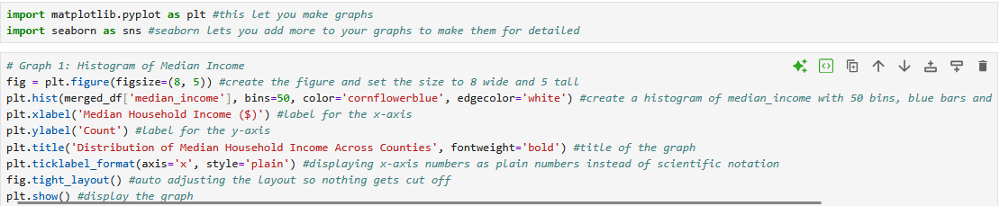 import matplotlib.pyplot as plt #this let you make graphs
import seaborn as sns #seaborn lets you add more to your graphs to make them for detailed
# Graph 1: Histogram of Median Income
fig = plt.figure(figsize=(8, 5)) #create the figure and set the size to 8 wide and 5 tall
plt.hist(merged_df['median_income'], bins=50, color='cornflowerblue', edgecolor='white') #create a histogram of median_income with 50 bins, blue bars and
plt.xlabel('Median Household Income ($)') #label for the x-axis
plt.ylabel('Count') #label for the y-axis
plt.title('Distribution of Median Household Income Across Counties', fontweight='bold') #title of the graph
plt.ticklabel_format(axis='x', style='plain') #displaying x-axis numbers as plain numbers instead of scientific notation
fig.tight_layout() #auto adjusting the layout so nothing gets cut off
plt.show() #display the graph